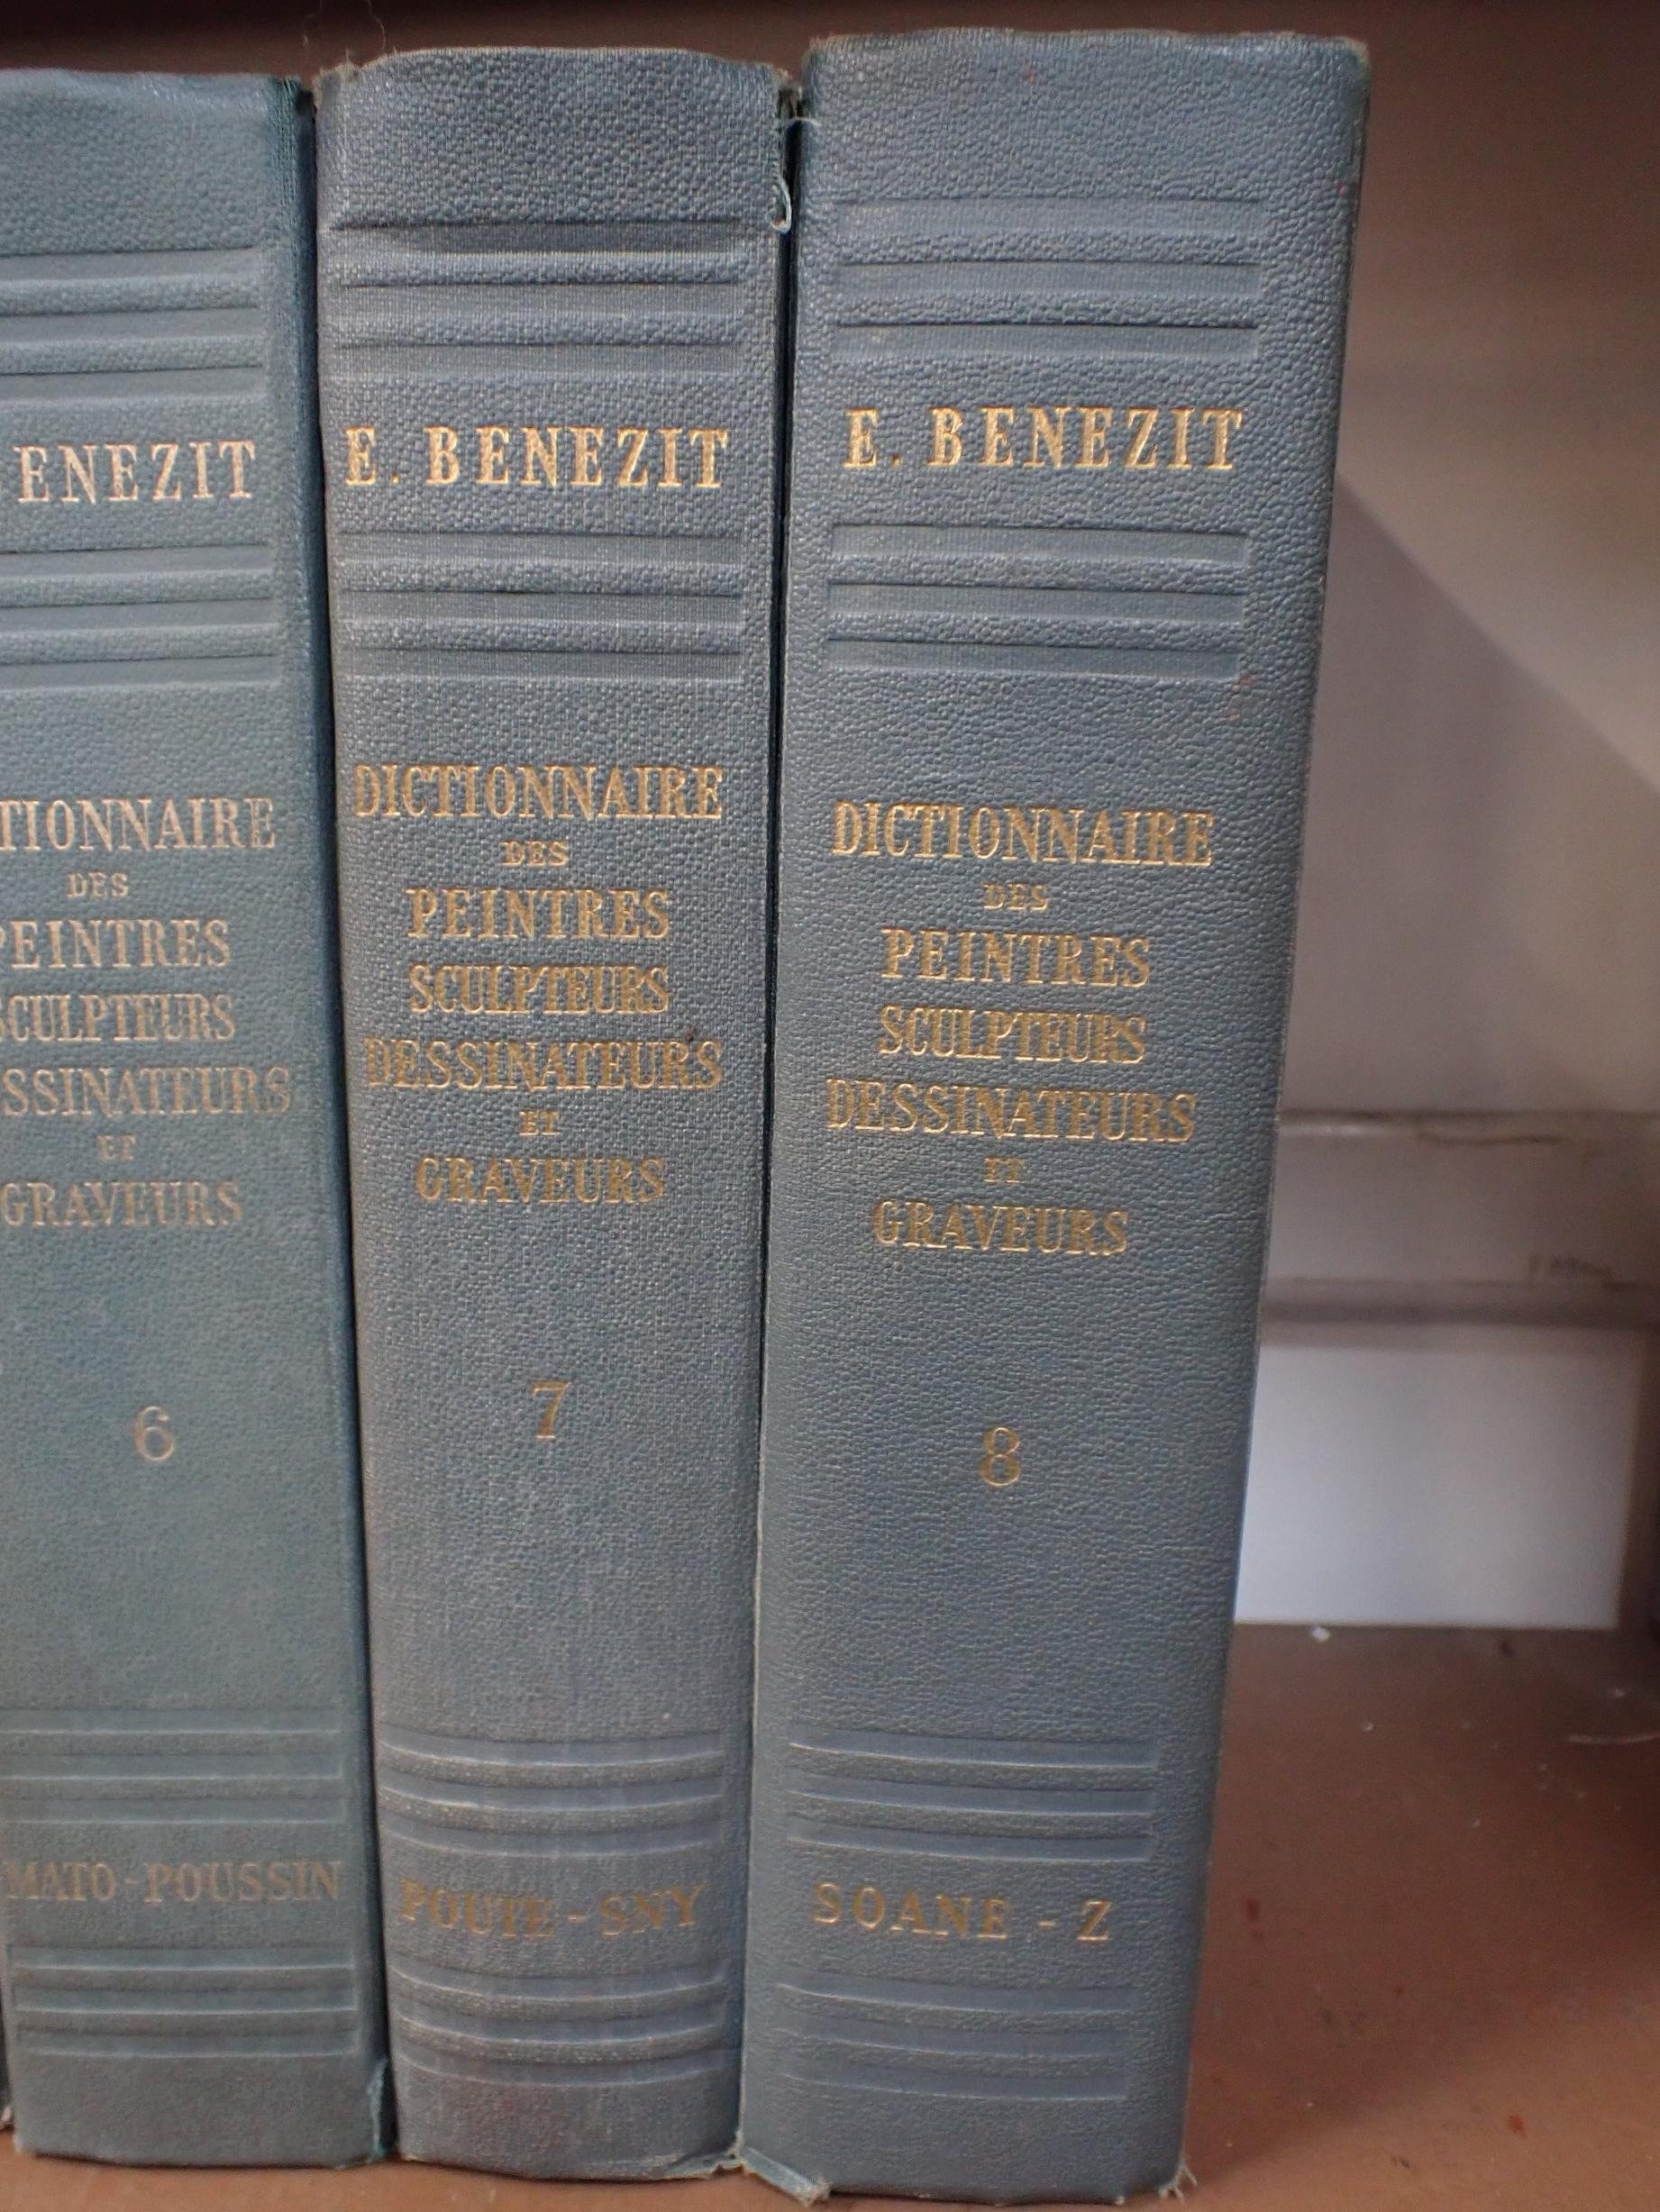 ENEZIT
TIONNAIRE
DES
PEINTRES
SCULPTEURS
SSINATEURS
ET
GRAVEURS
6
MATO - POUSSIN
E. BENEZIT
DICTIONNAIRE
DES
PEINTRES
SCULPTEURS
DESSINATEURS
ET
GRAVEURS
7
POUTE - SNY
E. BENEZIT
DICTIONNAIRE
DES
PEINTRES
SCULPTEURS
DESSINATEURS
ET
GRAVEURS
8
SOANE - Z